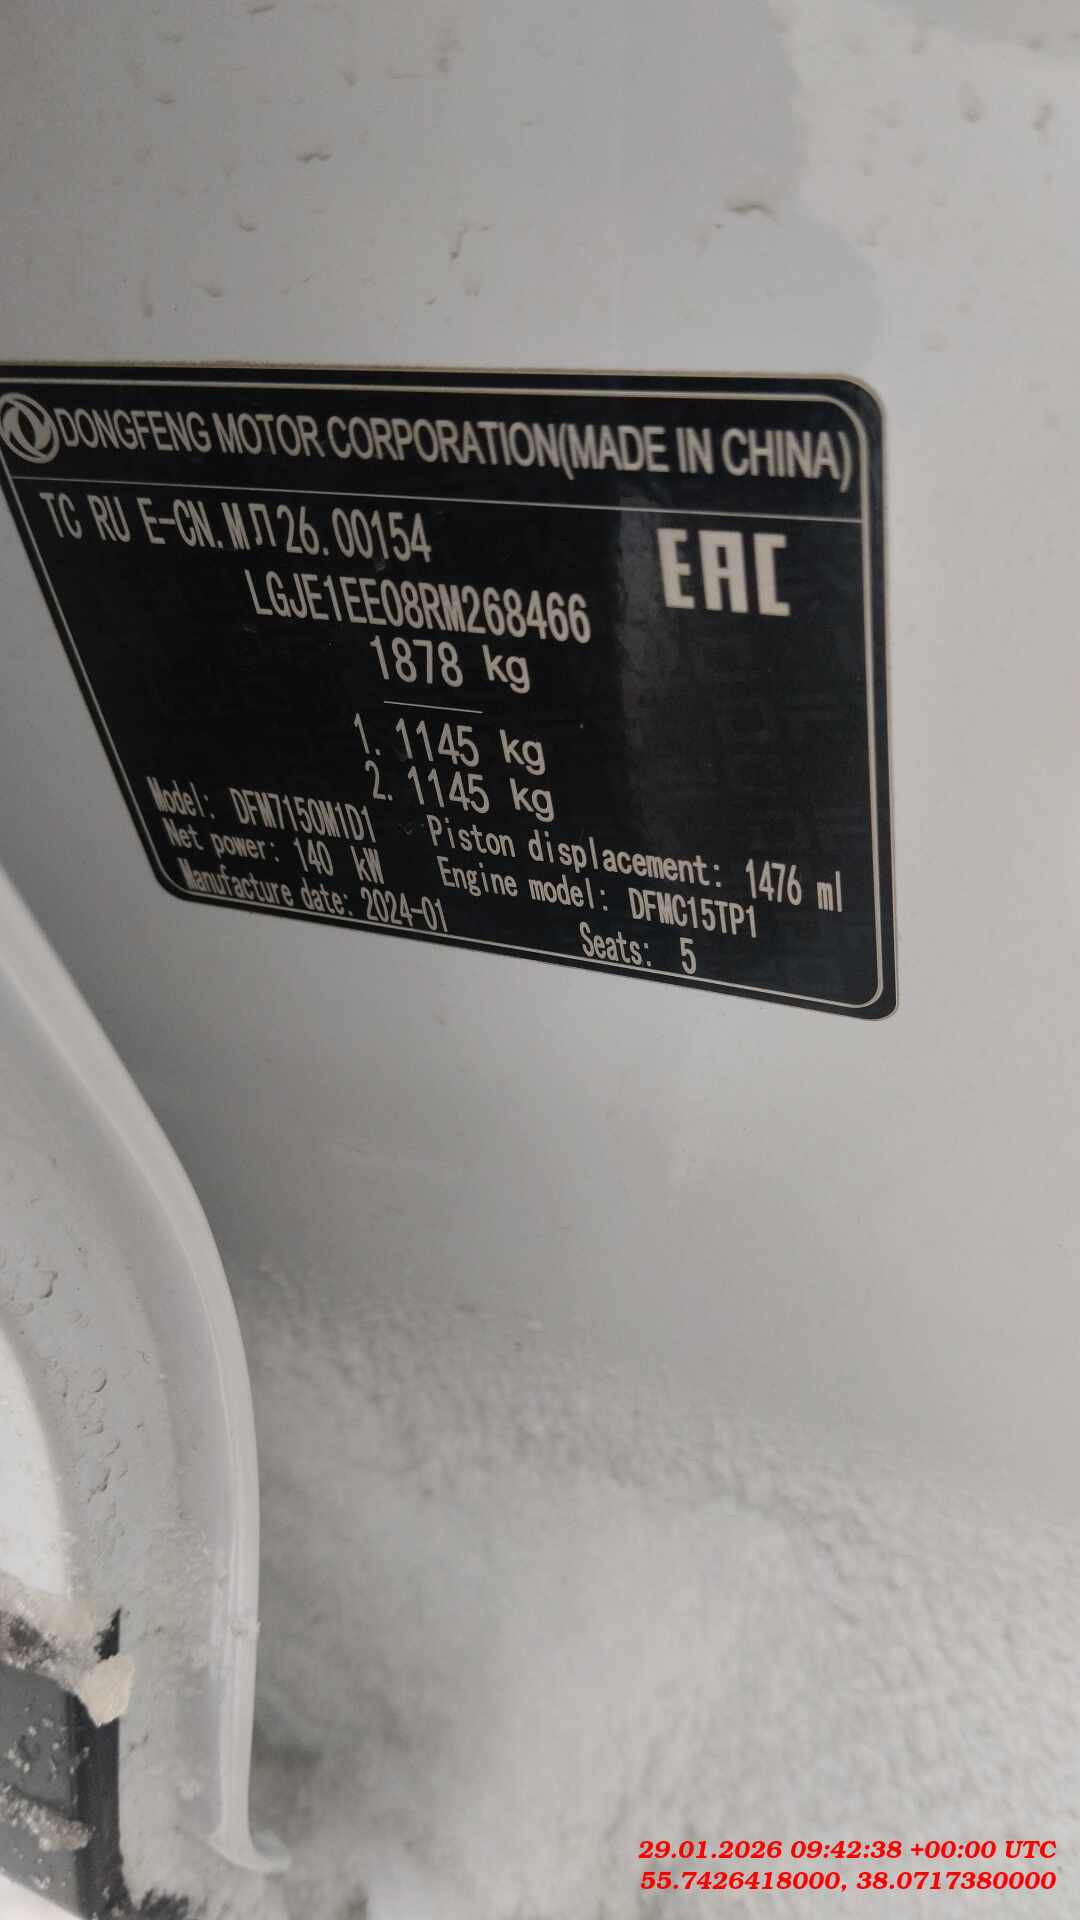 DONGFENG MOTOR CORPORATION(MADE IN CHINA)
TC RU E-CN.МЛ26.00154
EAC
LGJE1EE08RM268466
1878 kg
1. 1145 kg
2. 1145 kg
Model: DFM7150M1D1 Piston displacement: 1476 ml
Net power: 140 kW Engine model: DFMC15TP1
Manufacture date: 2024-01 Seats: 5
29.01.2026 09:42:38 +00:00 UTC
55.7426418000, 38.0717380000